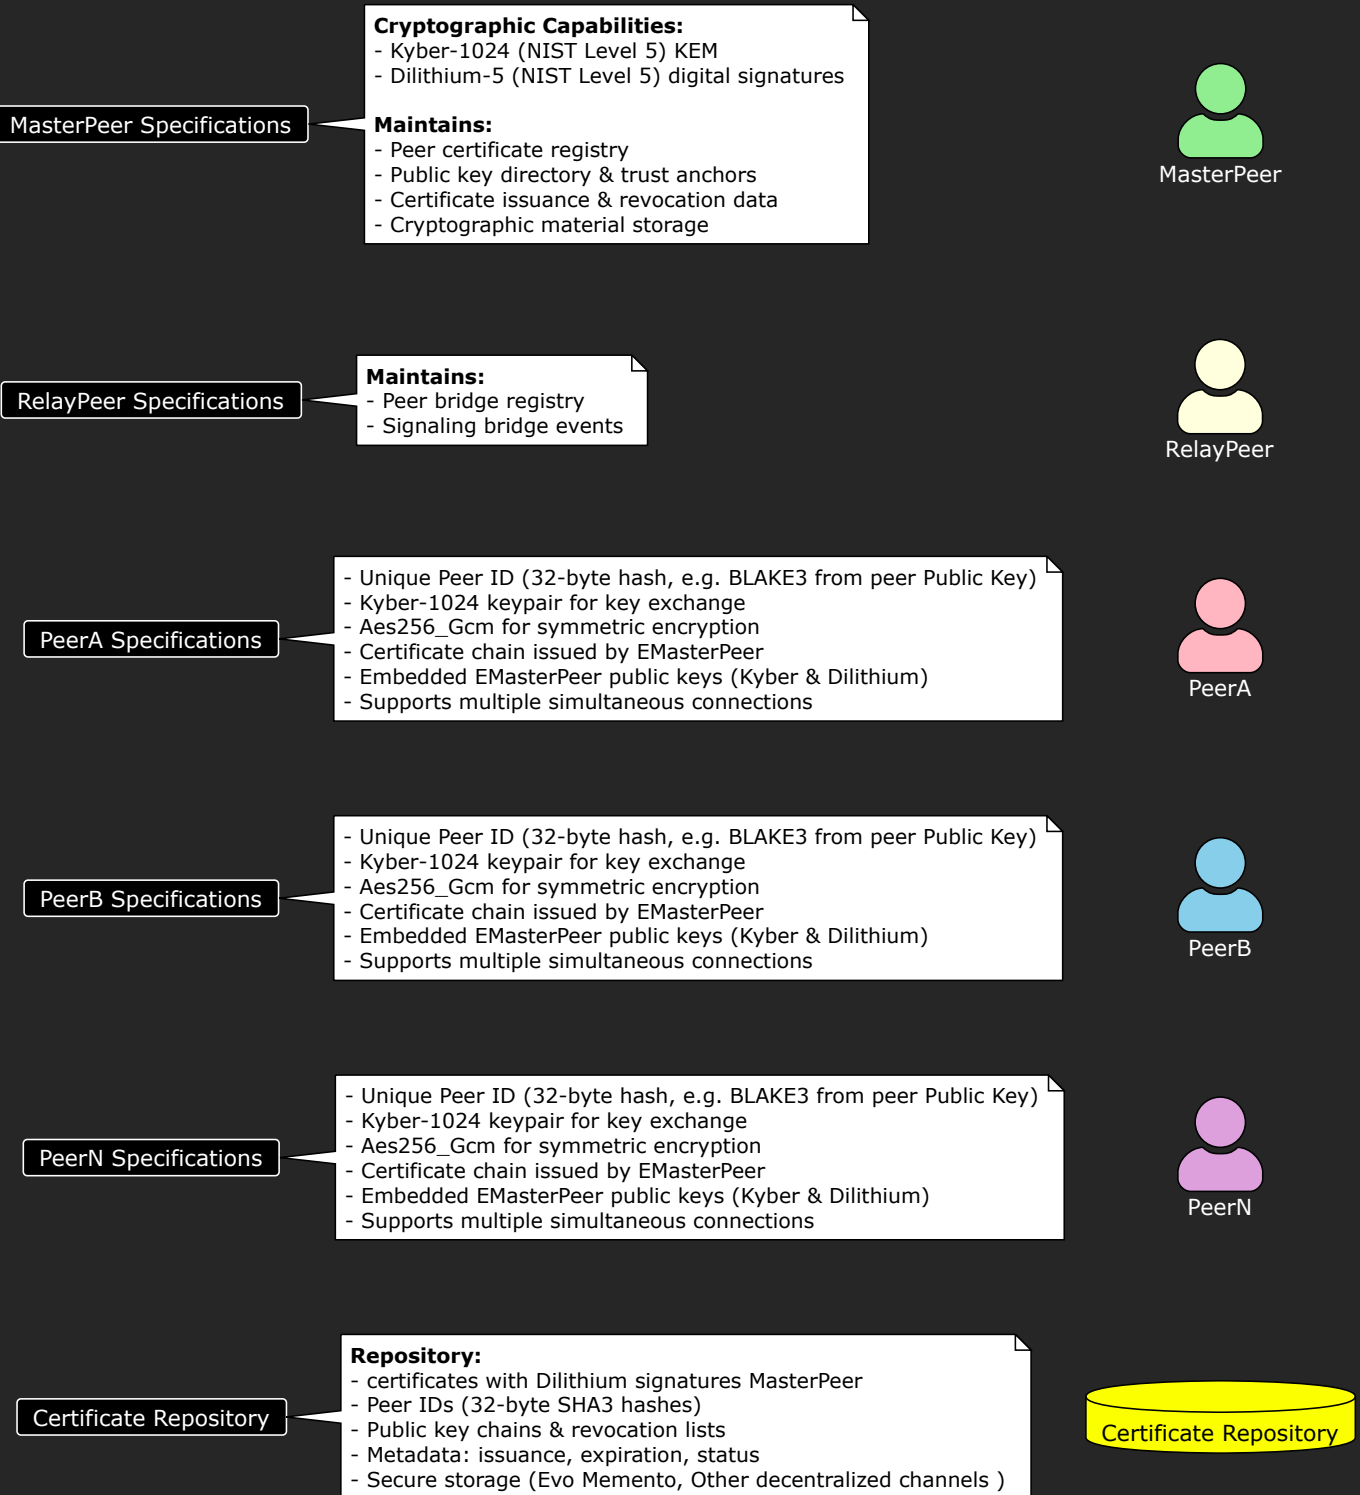 MasterPeer Specifications
Cryptographic Capabilities:
- Kyber-1024 (NIST Level 5) KEM
- Dilithium-5 (NIST Level 5) digital signatures
Maintains:
- Peer certificate registry
- Public key directory & trust anchors
- Certificate issuance & revocation data
- Cryptographic material storage
MasterPeer
RelayPeer Specifications
Maintains:
- Peer bridge registry
- Signaling bridge events
RelayPeer
PeerA Specifications
- Unique Peer ID (32-byte hash, e.g. BLAKE3 from peer Public Key)
- Kyber-1024 keypair for key exchange
- Aes256_Gcm for symmetric encryption
- Certificate chain issued by EMasterPeer
- Embedded EMasterPeer public keys (Kyber & Dilithium)
- Supports multiple simultaneous connections
PeerA
PeerB Specifications
- Unique Peer ID (32-byte hash, e.g. BLAKE3 from peer Public Key)
- Kyber-1024 keypair for key exchange
- Aes256_Gcm for symmetric encryption
- Certificate chain issued by EMasterPeer
- Embedded EMasterPeer public keys (Kyber & Dilithium)
- Supports multiple simultaneous connections
PeerB
PeerN Specifications
- Unique Peer ID (32-byte hash, e.g. BLAKE3 from peer Public Key)
- Kyber-1024 keypair for key exchange
- Aes256_Gcm for symmetric encryption
- Certificate chain issued by EMasterPeer
- Embedded EMasterPeer public keys (Kyber & Dilithium)
- Supports multiple simultaneous connections
PeerN
Certificate Repository
Repository:
- certificates with Dilithium signatures MasterPeer
- Peer IDs (32-byte SHA3 hashes)
- Public key chains & revocation lists
- Metadata: issuance, expiration, status
- Secure storage (Evo Memento, Other decentralized channels )
Certificate Repository